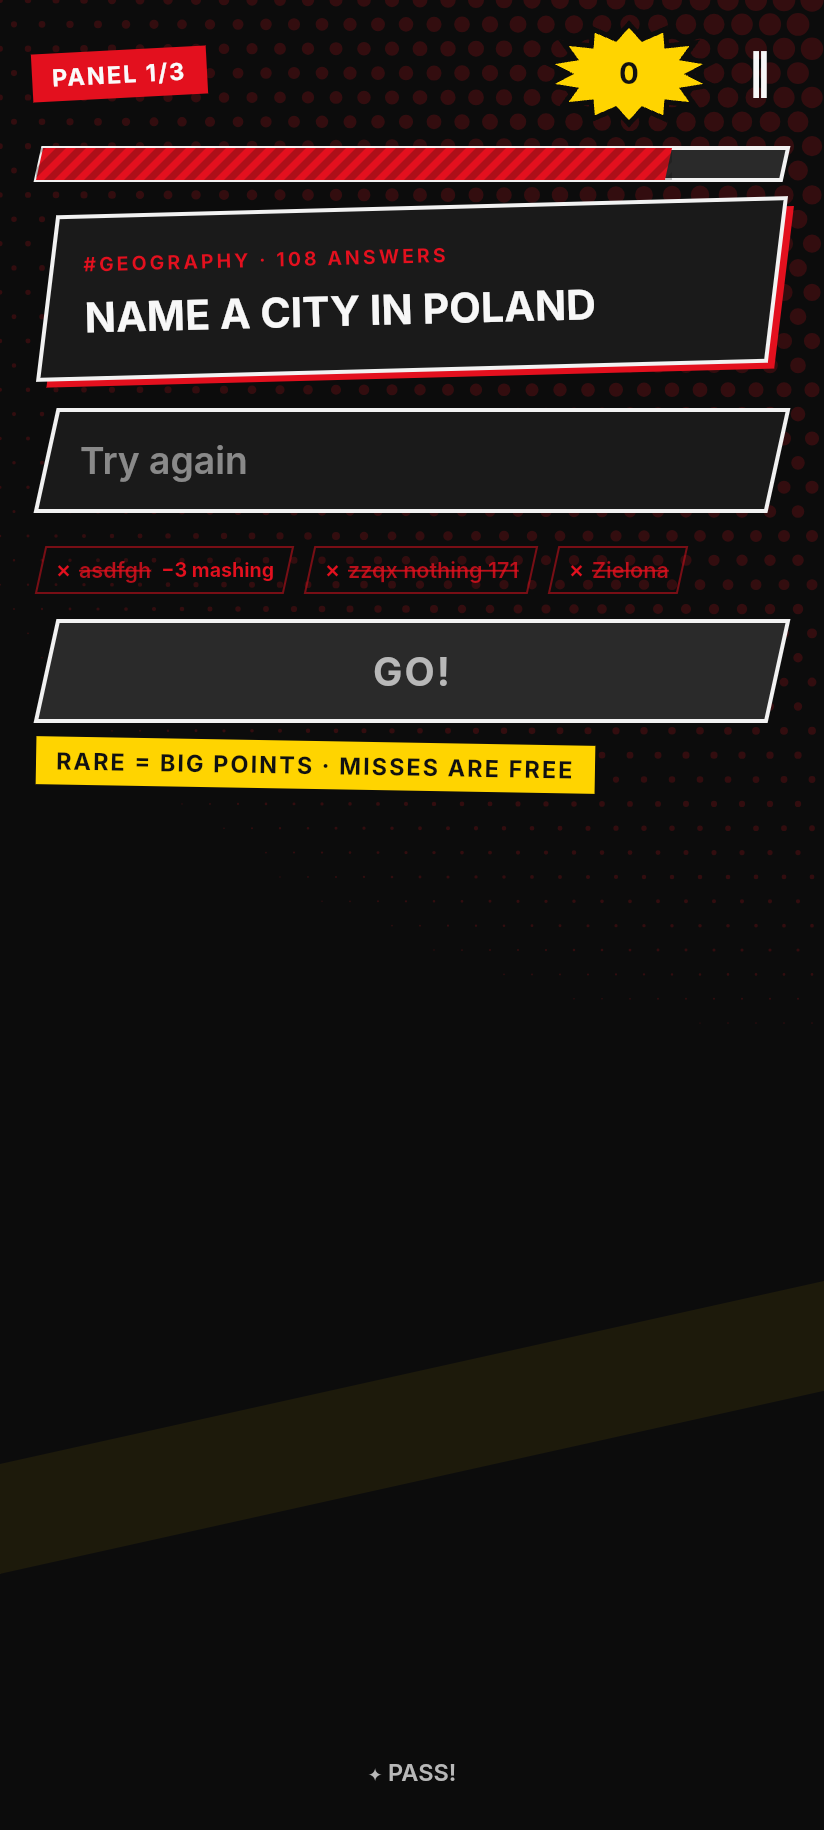 PANEL 1/3
0
#GEOGRAPHY · 108 ANSWERS
NAME A CITY IN POLAND
Try again
× asdfgh −3 mashing × zzqx nothing 171 × Zielona
GO!
RARE = BIG POINTS · MISSES ARE FREE
✦ PASS!